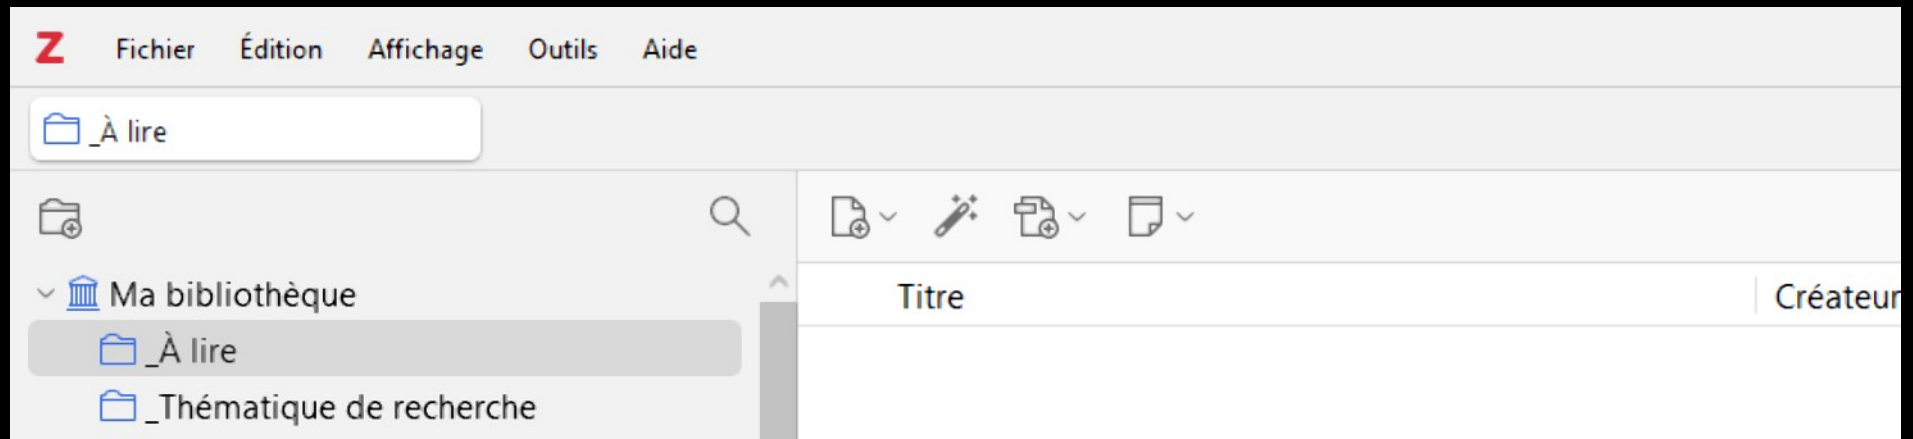 Z Fichier Édition Affichage Outils Aide
_À lire
Ma bibliothèque
Titre Créateur
_À lire
_Thématique de recherche